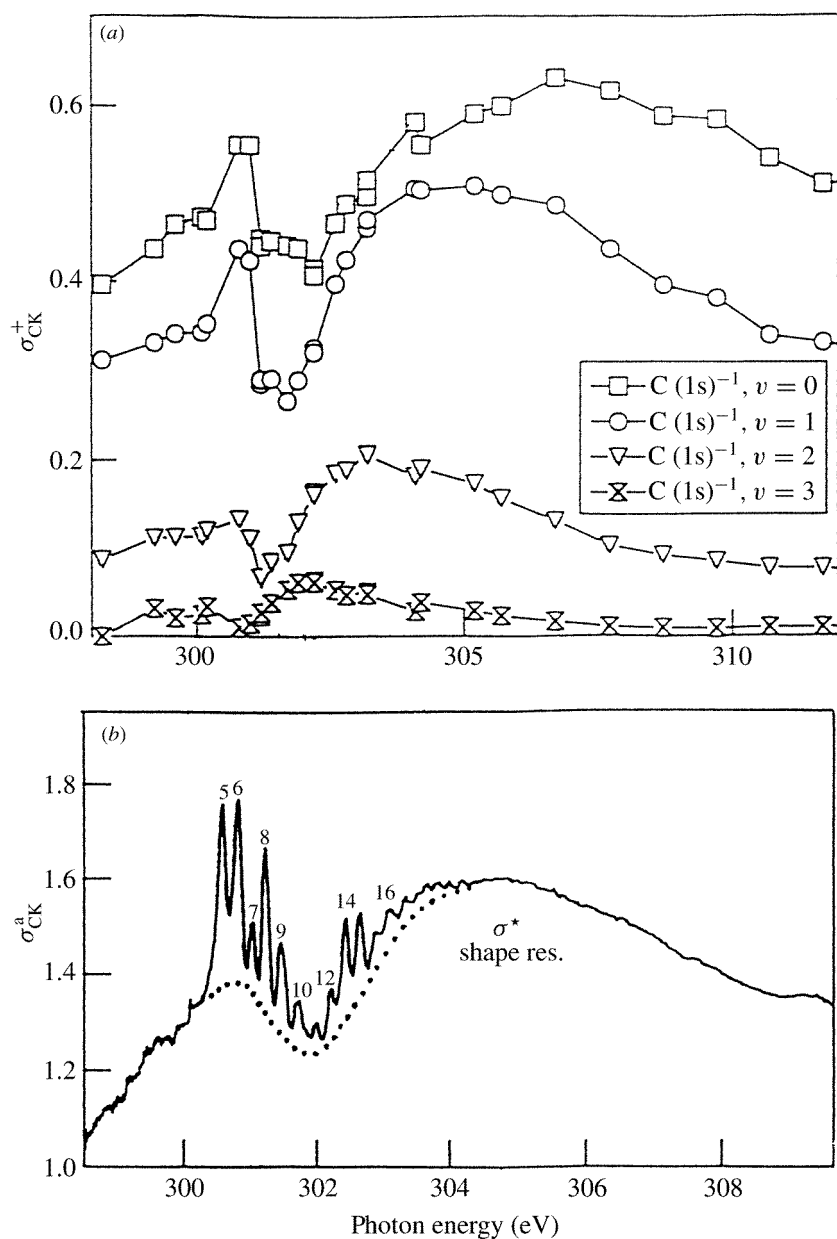 (a)
0.6
0.4
0.2
0.0
σ⁺CK
C (1s)⁻¹, v = 0
C (1s)⁻¹, v = 1
C (1s)⁻¹, v = 2
C (1s)⁻¹, v = 3
300
305
310
(b)
1.8
1.6
1.4
1.2
1.0
σᵃCK
5
6
7
8
9
10
12
14
16
σ⋆
shape res.
300
302
304
306
308
Photon energy (eV)